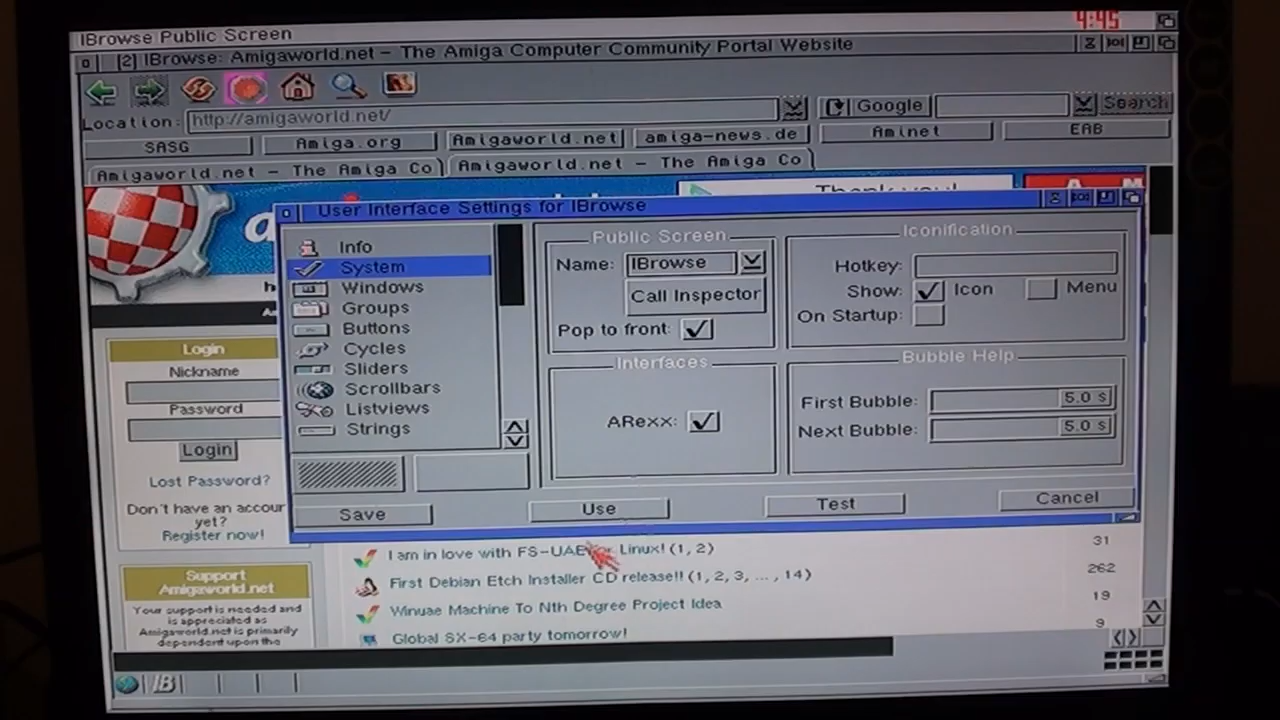 4:45
IBrowse Public Screen
[2] IBrowse: Amigaworld.net - The Amiga Computer Community Portal Website
Location: http://amigaworld.net/
Google
Search
SASG
Amiga.org
Amigaworld.net
amiga-news.de
Aminet
EAB
Amigaworld.net - The Amiga Co
Amigaworld.net - The Amiga Co
Thank you!
User Interface Settings for IBrowse
Info
System
Windows
Groups
Buttons
Cycles
Sliders
Scrollbars
Listviews
Strings
Public Screen
Name: IBrowse
Call Inspector
Pop to front:
Interfaces
ARexx:
Iconification
Hotkey:
Show: Icon Menu
On Startup:
Bubble Help
First Bubble: 5.0 s
Next Bubble: 5.0 s
Save
Use
Test
Cancel
Login
Nickname
Password
Login
Lost Password?
Don't have an accour
yet?
Register now!
Support
Amigaworld.net
Your support is needed and
is appreciated as
Amigaworld.net is primarily
dependent upon the
I am in love with FS-UAE Linux! (1, 2) 31
First Debian Etch Installer CD release!! (1, 2, 3, ... , 14) 262
Winuae Machine To Nth Degree Project Idea 19
Global SX-64 party tomorrow! 9
IB